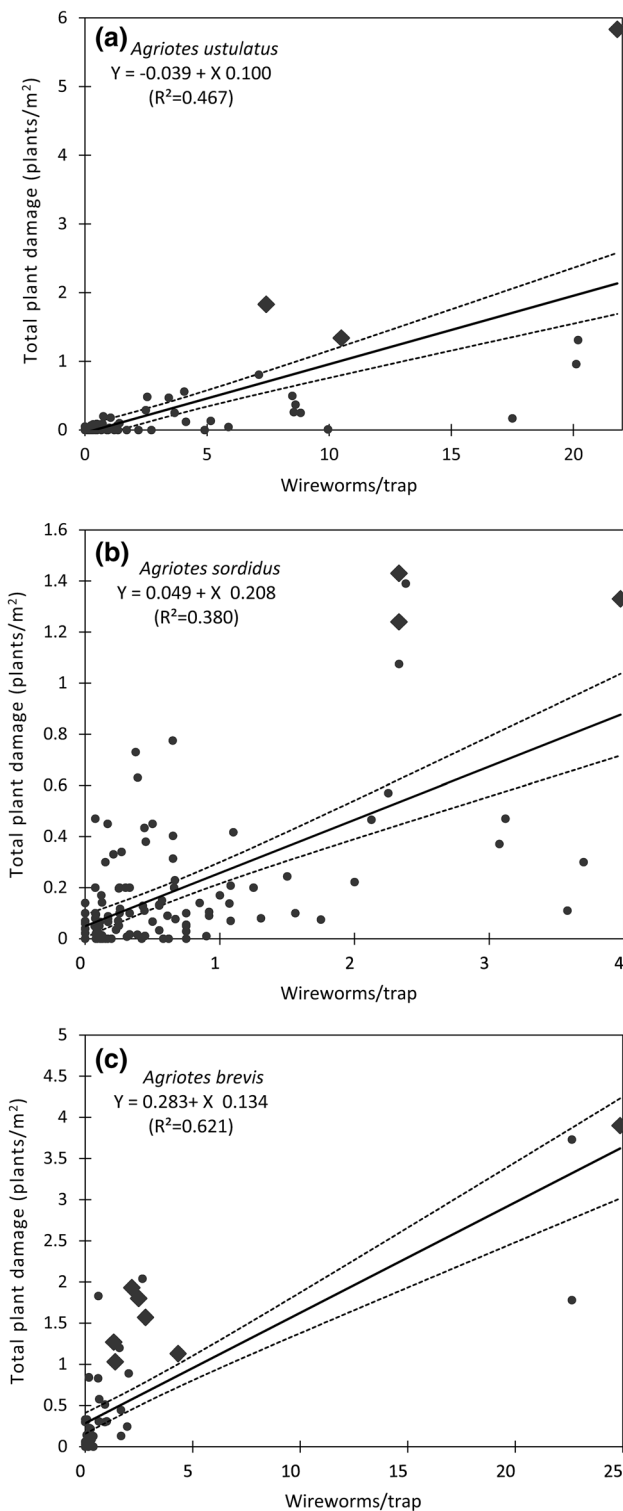 (a)
Agriotes ustulatus
Y = -0.039 + X 0.100
(R²=0.467)
Total plant damage (plants/m²)
6
5
4
3
2
1
0
0 5 10 15 20
Wireworms/trap
(b)
Agriotes sordidus
Y = 0.049 + X 0.208
(R²=0.380)
Total plant damage (plants/m²)
1.6
1.4
1.2
1
0.8
0.6
0.4
0.2
0
0 1 2 3 4
Wireworms/trap
(c)
Agriotes brevis
Y = 0.283+ X 0.134
(R²=0.621)
Total plant damage (plants/m²)
5
4.5
4
3.5
3
2.5
2
1.5
1
0.5
0
0 5 10 15 20 25
Wireworms/trap